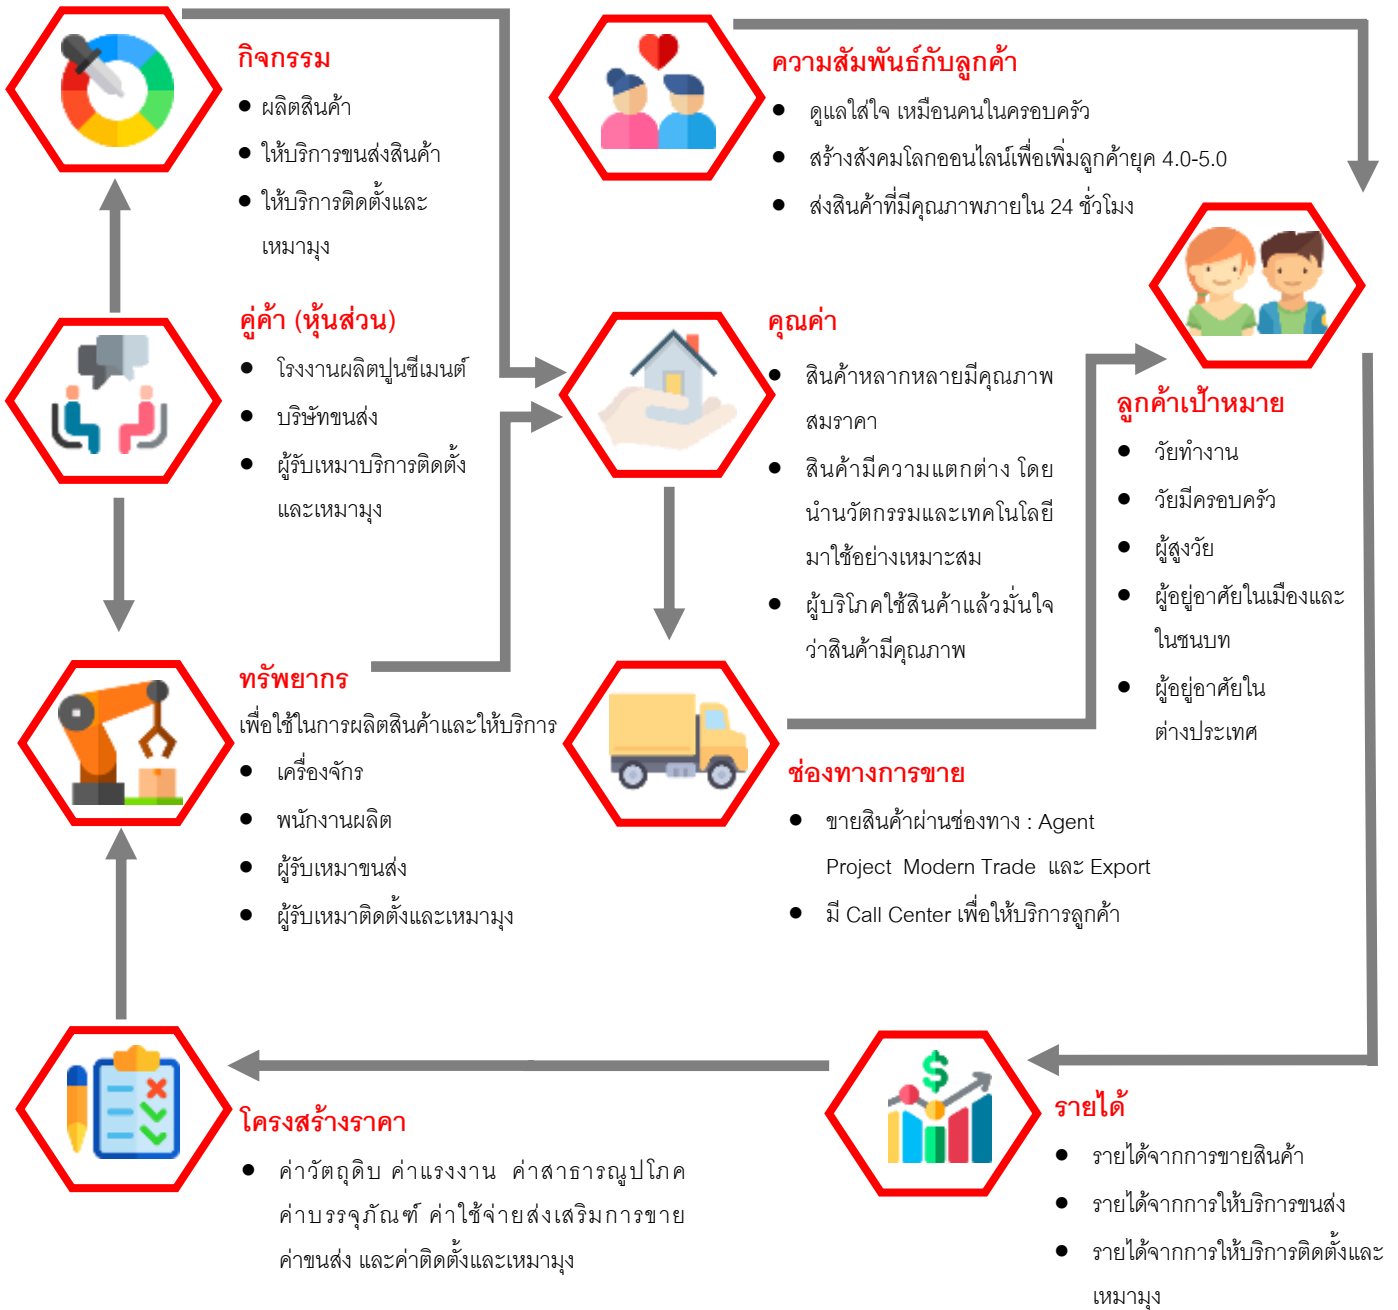 กิจกรรม
● ผลิตสินค้า
● ให้บริการขนส่งสินค้า
● ให้บริการติดตั้งและ
เหมามุง
ความสัมพันธ์กับลูกค้า
● ดูแลใส่ใจ เหมือนคนในครอบครัว
● สร้างสังคมโลกออนไลน์เพื่อเพิ่มลูกค้ายุค 4.0-5.0
● ส่งสินค้าที่มีคุณภาพภายใน 24 ชั่วโมง
คู่ค้า (หุ้นส่วน)
● โรงงานผลิตปูนซีเมนต์
● บริษัทขนส่ง
● ผู้รับเหมาบริการติดตั้ง
และเหมามุง
คุณค่า
● สินค้าหลากหลายมีคุณภาพ
สมราคา
● สินค้ามีความแตกต่าง โดย
นำนวัตกรรมและเทคโนโลยี
มาใช้อย่างเหมาะสม
● ผู้บริโภคใช้สินค้าแล้วมั่นใจ
ว่าสินค้ามีคุณภาพ
ลูกค้าเป้าหมาย
● วัยทำงาน
● วัยมีครอบครัว
● ผู้สูงวัย
● ผู้อยู่อาศัยในเมืองและ
ในชนบท
● ผู้อยู่อาศัยใน
ต่างประเทศ
ทรัพยากร
เพื่อใช้ในการผลิตสินค้าและให้บริการ
● เครื่องจักร
● พนักงานผลิต
● ผู้รับเหมาขนส่ง
● ผู้รับเหมาติดตั้งและเหมามุง
ช่องทางการขาย
● ขายสินค้าผ่านช่องทาง : Agent
Project Modern Trade และ Export
● มี Call Center เพื่อให้บริการลูกค้า
โครงสร้างราคา
● ค่าวัตถุดิบ ค่าแรงงาน ค่าสาธารณูปโภค
ค่าบรรจุภัณฑ์ ค่าใช้จ่ายส่งเสริมการขาย
ค่าขนส่ง และค่าติดตั้งและเหมามุง
รายได้
● รายได้จากการขายสินค้า
● รายได้จากการให้บริการขนส่ง
● รายได้จากการให้บริการติดตั้งและ
เหมามุง